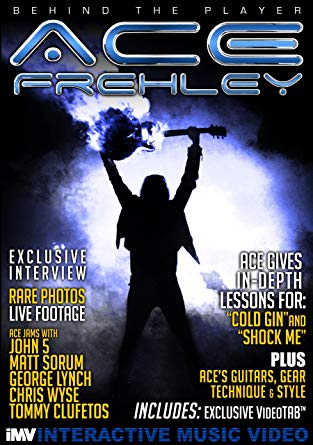 BEHIND THE PLAYER
ACE
FREHLEY
EXCLUSIVE
INTERVIEW
RARE PHOTOS
LIVE FOOTAGE
ACE JAMS WITH
JOHN 5
MATT SORUM
GEORGE LYNCH
CHRIS WYSE
TOMMY CLUFETOS
ACE GIVES
IN-DEPTH
LESSONS FOR:
"COLD GIN" AND
"SHOCK ME"
PLUS
ACE'S GUITARS, GEAR
TECHNIQUE & STYLE
INCLUDES: EXCLUSIVE VIDEOTAB™
iMV INTERACTIVE MUSIC VIDEO